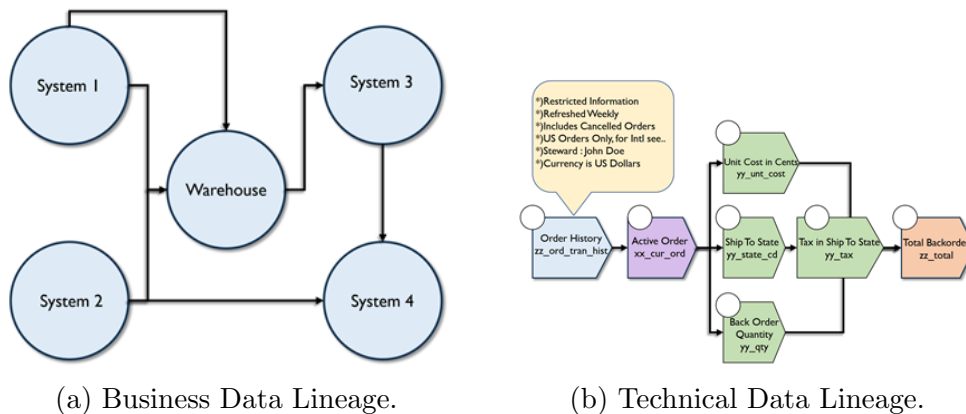 System 1
System 3
Warehouse
System 2
System 4
(a) Business Data Lineage.
*)Restricted Information
*)Refreshed Weekly
*)Includes Cancelled Orders
*)US Orders Only, for Intl see..
*)Steward : John Doe
*)Currency is US Dollars
Order History
zz_ord_tran_hist
Active Order
xx_cur_ord
Unit Cost in Cents
yy_unt_cost
Ship To State
yy_state_cd
Back Order
Quantity
yy_qty
Tax in Ship To State
yy_tax
Total Backorde
zz_total
(b) Technical Data Lineage.